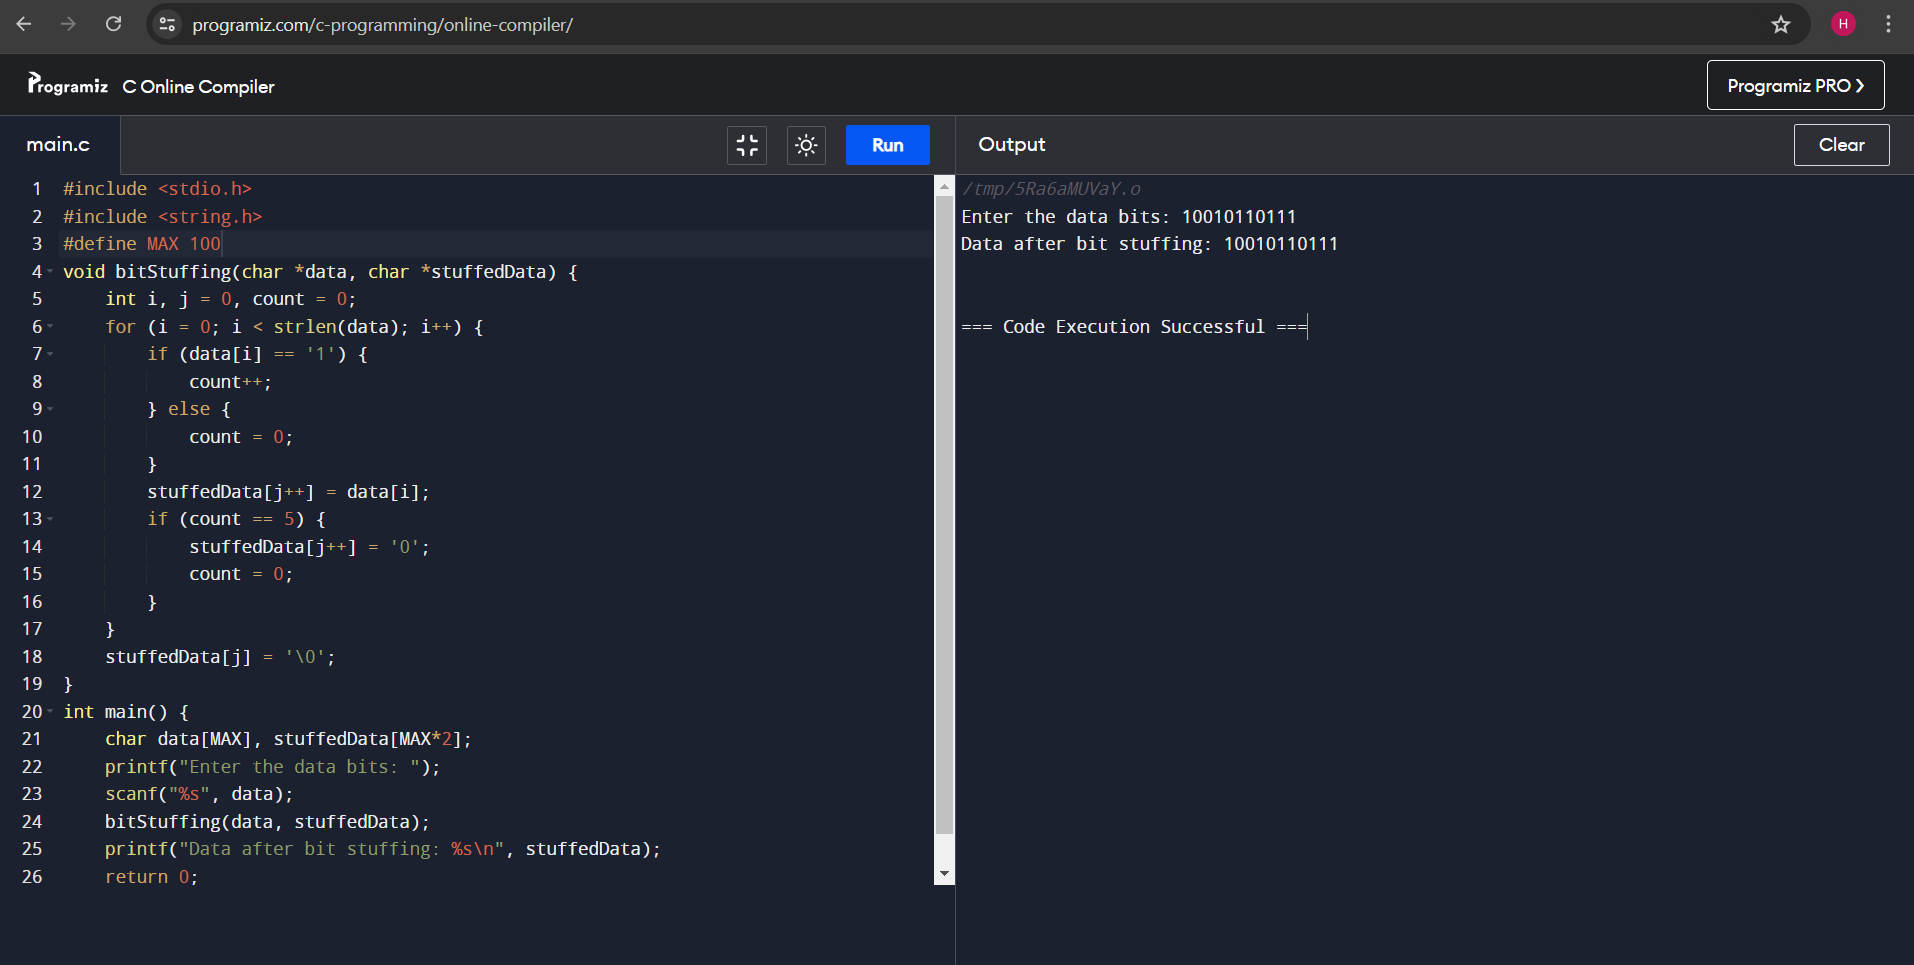 programiz.com/c-programming/online-compiler/
H
Programiz C Online Compiler
Programiz PRO
main.c
Run
Output
Clear
1 #include <stdio.h>
2 #include <string.h>
3 #define MAX 100
4 void bitStuffing(char *data, char *stuffedData) {
5     int i, j = 0, count = 0;
6     for (i = 0; i < strlen(data); i++) {
7         if (data[i] == '1') {
8             count++;
9         } else {
10             count = 0;
11         }
12         stuffedData[j++] = data[i];
13         if (count == 5) {
14             stuffedData[j++] = '0';
15             count = 0;
16         }
17     }
18     stuffedData[j] = '\0';
19 }
20 int main() {
21     char data[MAX], stuffedData[MAX*2];
22     printf("Enter the data bits: ");
23     scanf("%s", data);
24     bitStuffing(data, stuffedData);
25     printf("Data after bit stuffing: %s\n", stuffedData);
26     return 0;
/tmp/5Ra6aMUVaY.o
Enter the data bits: 10010110111
Data after bit stuffing: 10010110111
=== Code Execution Successful ===